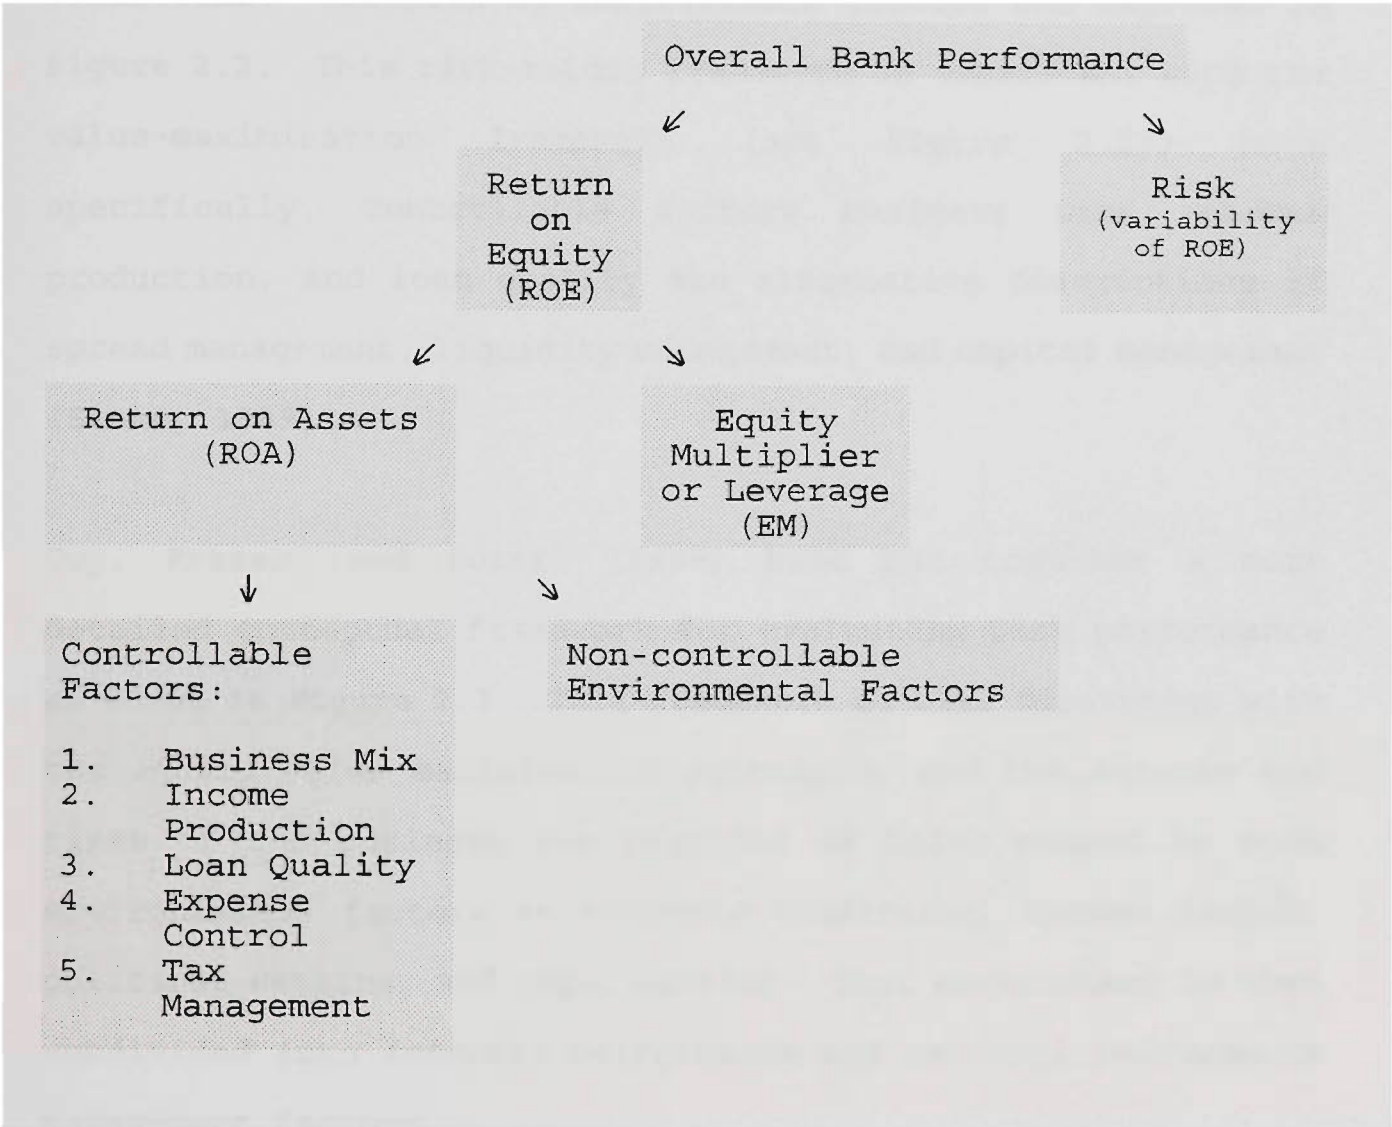 Overall Bank Performance
Return
on
Equity
(ROE)
Risk
(variability
of ROE)
Return on Assets
(ROA)
Equity
Multiplier
or Leverage
(EM)
Controllable
Factors:
1. Business Mix
2. Income
Production
3. Loan Quality
4. Expense
Control
5. Tax
Management
Non-controllable
Environmental Factors